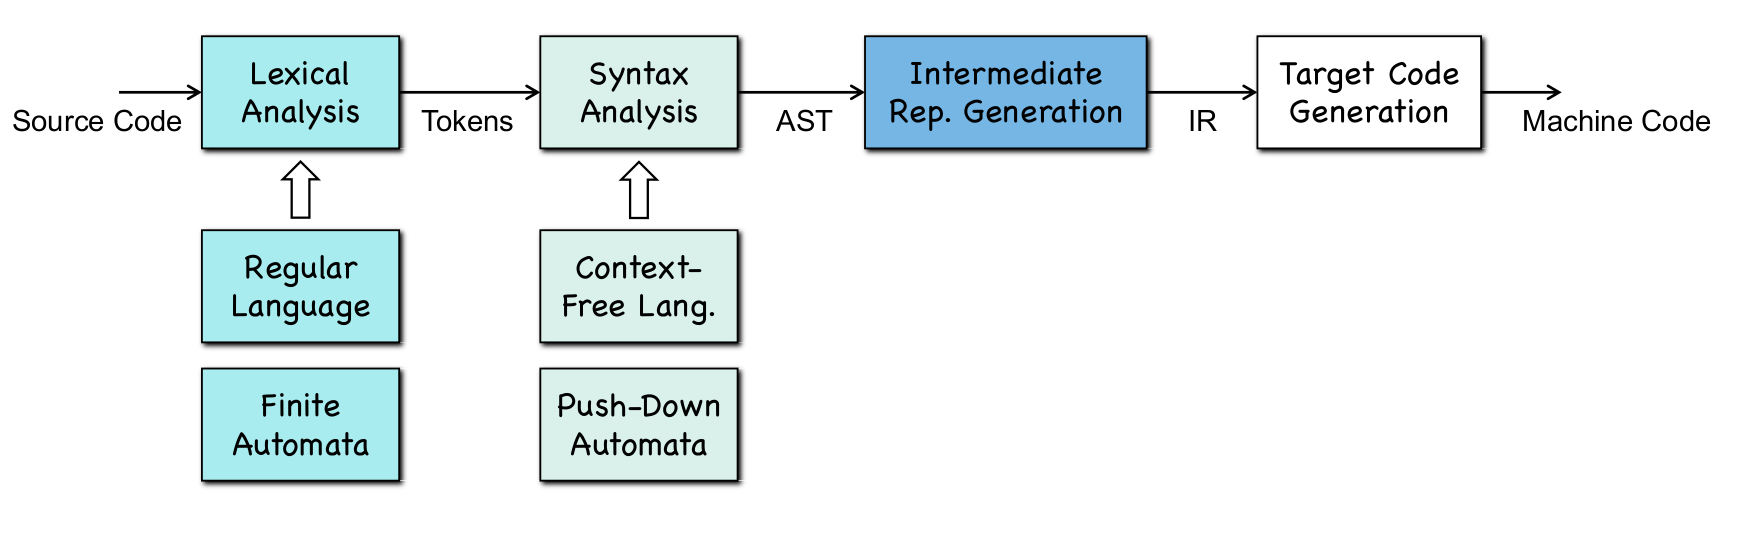 Source Code
Lexical
Analysis
Tokens
Syntax
Analysis
AST
Intermediate
Rep. Generation
IR
Target Code
Generation
Machine Code
Regular
Language
Context-
Free Lang.
Finite
Automata
Push-Down
Automata